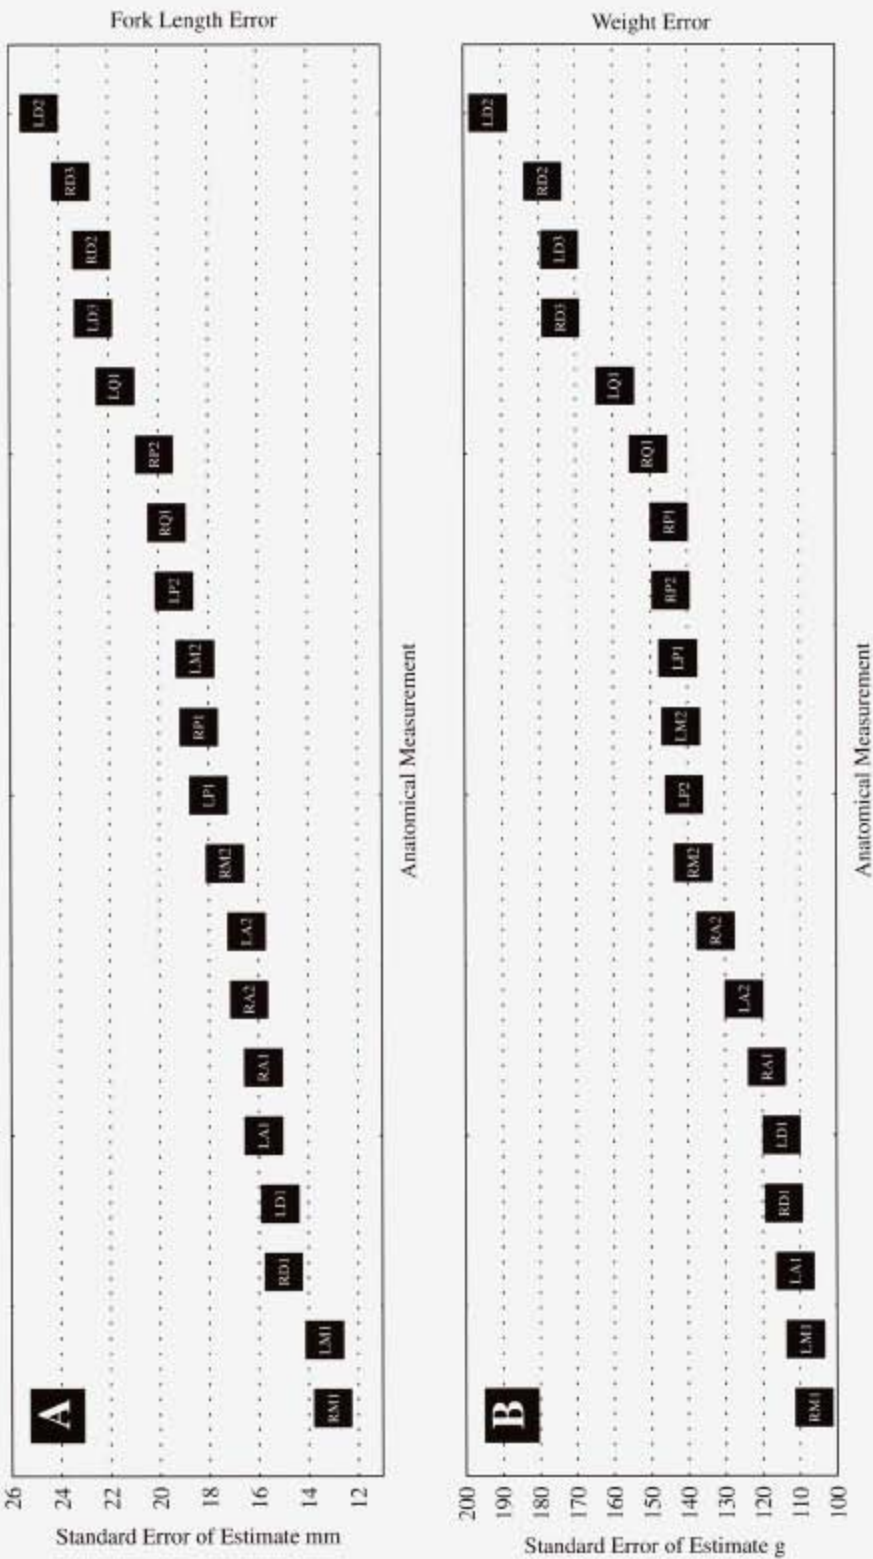 Fork Length Error
A
Standard Error of Estimate mm
26
24
22
20
18
16
14
12
RM1
LM1
RD1
LD1
LA1
RA1
RA2
LA2
RM2
LP1
RP1
LM2
LP2
RQ1
RP2
LQ1
LD3
RD2
RD3
LD2
Anatomical Measurement
Weight Error
B
Standard Error of Estimate g
200
190
180
170
160
150
140
130
120
110
100
RM1
LM1
LA1
RD1
LD1
RA1
LA2
RA2
RM2
LP2
LM2
LP1
RP2
RP1
RQ1
LQ1
RD3
LD3
RD2
LD2
Anatomical Measurement